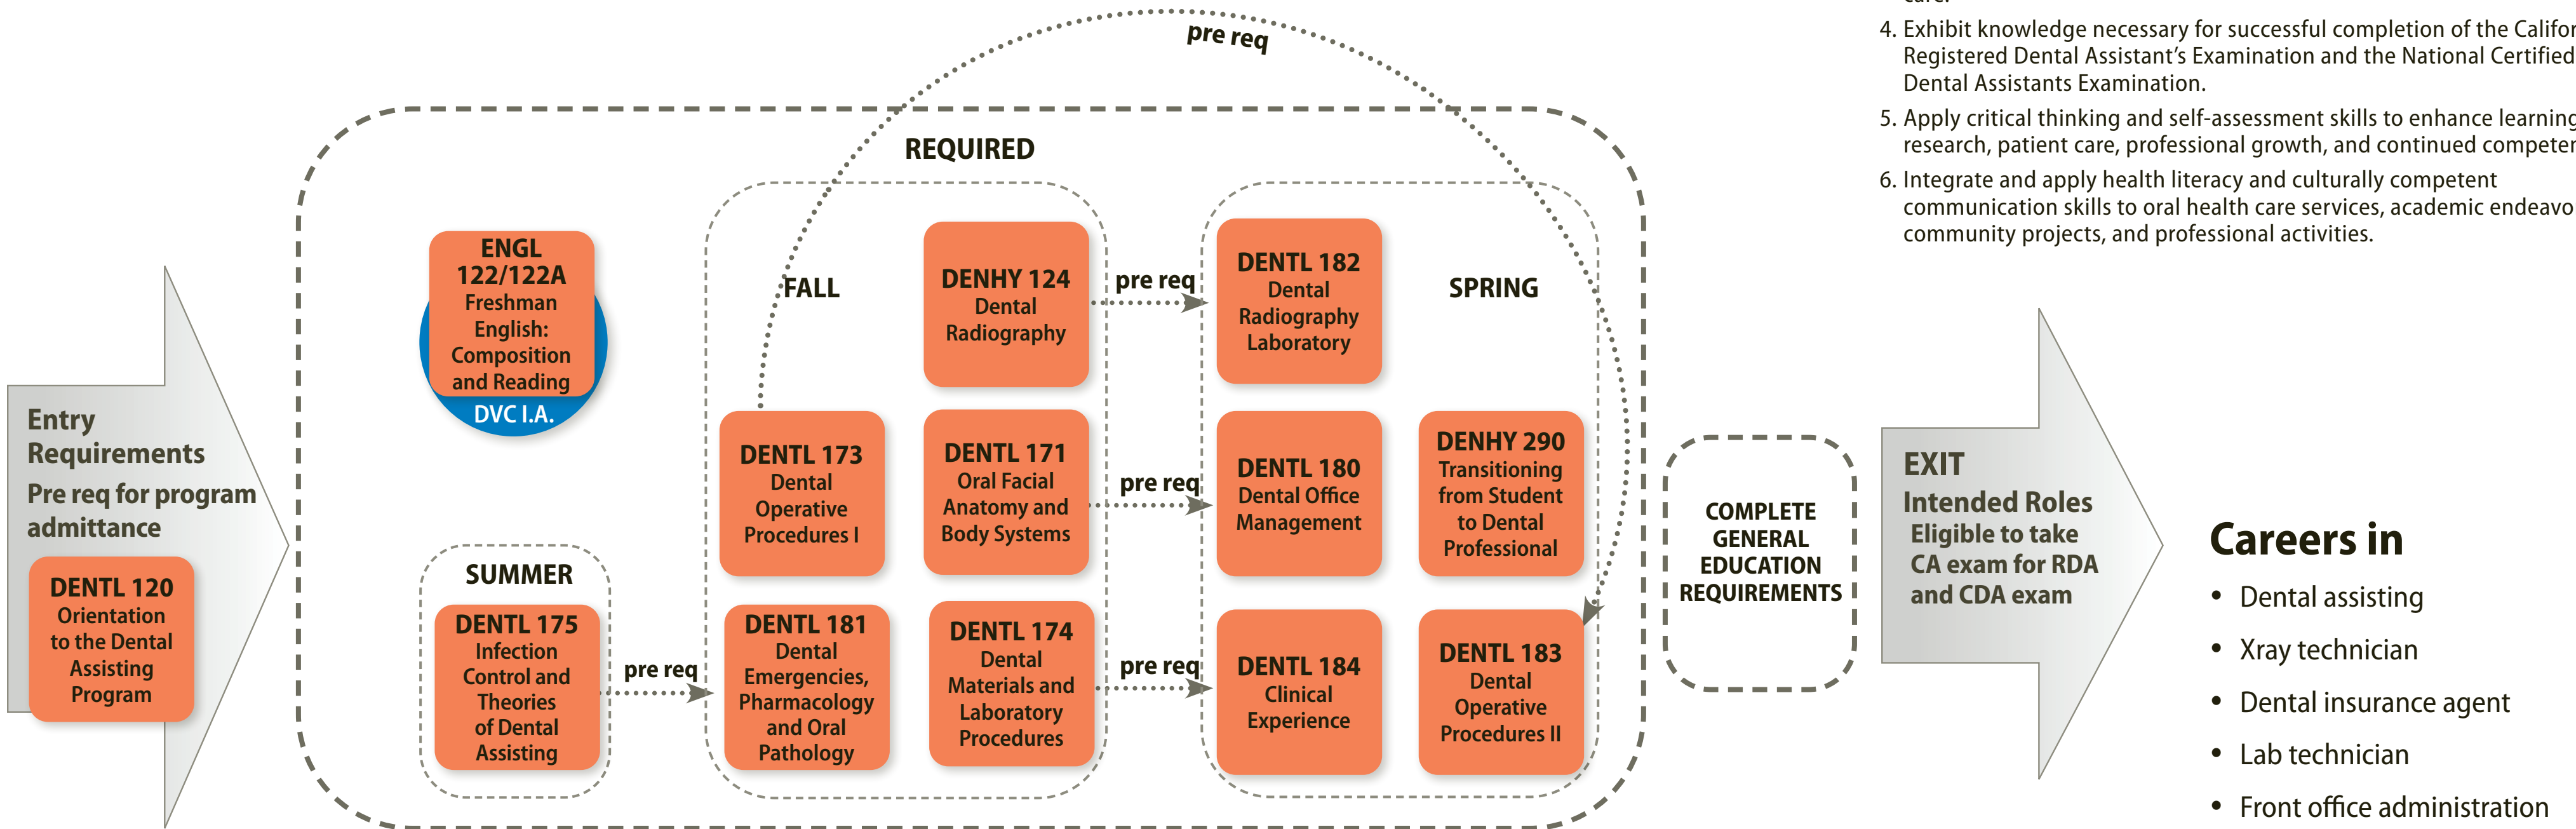 care.
4. Exhibit knowledge necessary for successful completion of the
Registered Dental Assistant's Examination and the National Certified
Dental Assistants Examination.
5. Apply critical thinking and self-assessment skills to enhance learning
research, patient care, professional growth, and continued
6. Integrate and apply health literacy and culturally competent
communication skills to oral health care services, academic
community projects, and professional activities.
pre req
REQUIRED
Entry
Requirements
Pre req for program
admittance
DENTL 120
Orientation
to the Dental
Assisting
Program
ENGL
122/122A
Freshman
English:
Composition
and Reading
DVC I.A.
SUMMER
DENTL 175
Infection
Control and
Theories
of Dental
Assisting
pre req
FALL
DENHY 124
Dental
Radiography
DENTL 173
Dental
Operative
Procedures I
DENTL 171
Oral Facial
Anatomy and
Body Systems
DENTL 181
Dental
Emergencies,
Pharmacology
and Oral
Pathology
DENTL 174
Dental
Materials and
Laboratory
Procedures
pre req
pre req
pre req
SPRING
DENTL 182
Dental
Radiography
Laboratory
DENTL 180
Dental Office
Management
DENHY 290
Transitioning
from Student
to Dental
Professional
DENTL 184
Clinical
Experience
DENTL 183
Dental
Operative
Procedures II
COMPLETE
GENERAL
EDUCATION
REQUIREMENTS
EXIT
Intended Roles
Eligible to take
CA exam for RDA
and CDA exam
Careers in
• Dental assisting
• Xray technician
• Dental insurance agent
• Lab technician
• Front office administration